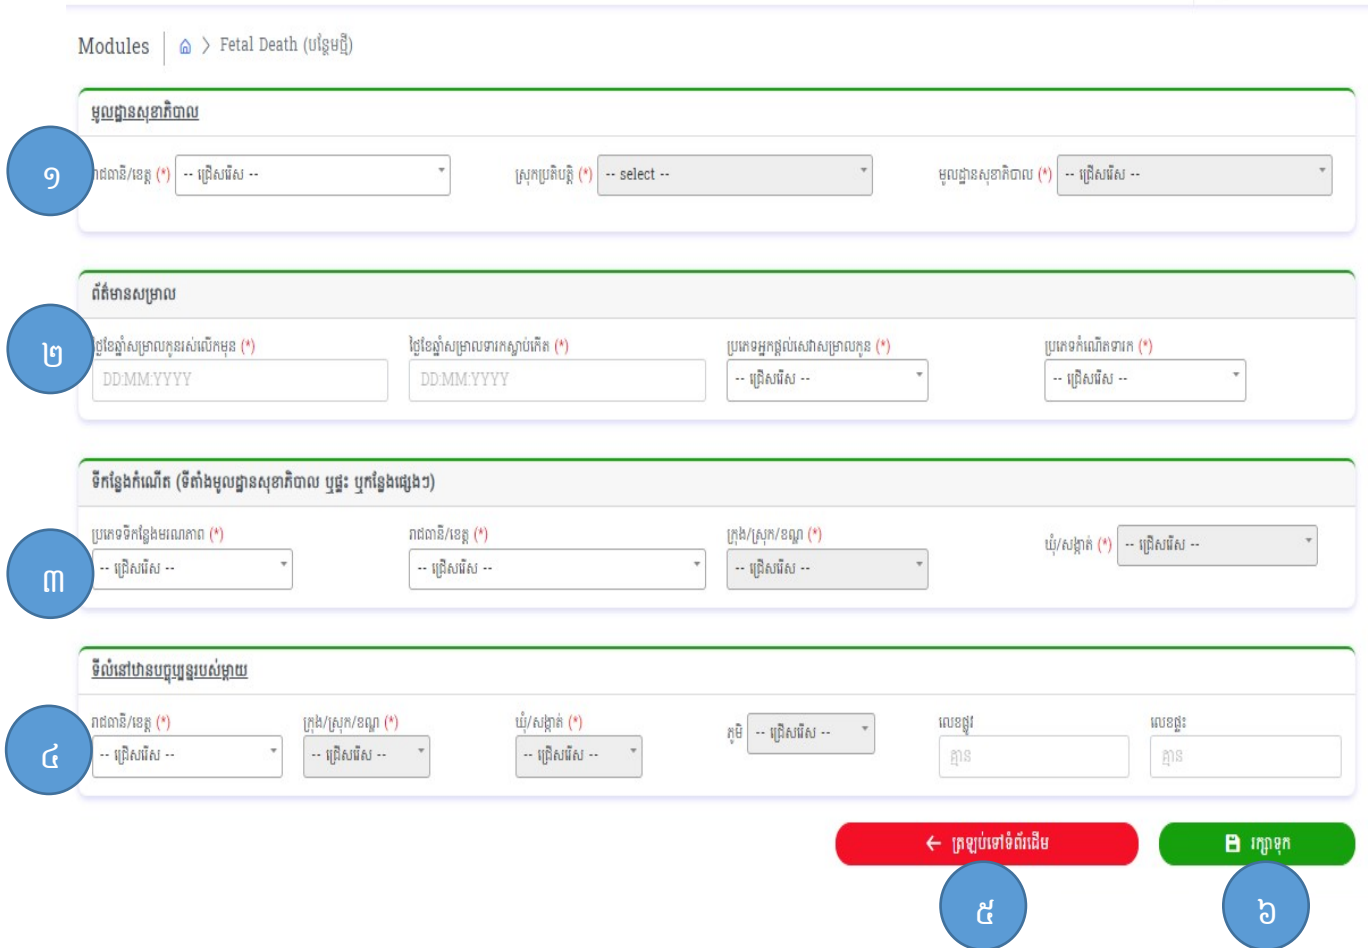 Modules Fetal Death (បន្ថែមថ្មី)
មូលដ្ឋានសុខាភិបាល
១ រាជធានី/ខេត្ត (*) -- ជ្រើសរើស -- ស្រុកប្រតិបត្តិ (*) -- select -- មូលដ្ឋានសុខាភិបាល (*) -- ជ្រើសរើស --
ព័ត៌មានសម្រាល
២ ថ្ងៃខែឆ្នាំសម្រាលកូនរស់លើកមុន (*) ថ្ងៃខែឆ្នាំសម្រាលទារកស្លាប់កើត (*) ប្រភេទអ្នកផ្តល់សេវាសម្រាលកូន (*) ប្រភេទកំណើតទារក (*)
DD:MM:YYYY DD:MM:YYYY -- ជ្រើសរើស -- -- ជ្រើសរើស --
ទីកន្លែងកំណើត (ទីតាំងមូលដ្ឋានសុខាភិបាល ឬផ្ទះ ឬកន្លែងផ្សេងៗ)
ប្រភេទទីកន្លែងមរណភាព (*) រាជធានី/ខេត្ត (*) ក្រុង/ស្រុក/ខណ្ឌ (*) ឃុំ/សង្កាត់ (*) -- ជ្រើសរើស --
៣ -- ជ្រើសរើស -- -- ជ្រើសរើស -- -- ជ្រើសរើស --
ទីលំនៅឋានបច្ចុប្បន្នរបស់ម្តាយ
រាជធានី/ខេត្ត (*) ក្រុង/ស្រុក/ខណ្ឌ (*) ឃុំ/សង្កាត់ (*) ភូមិ -- ជ្រើសរើស -- លេខផ្លូវ លេខផ្ទះ
៤ -- ជ្រើសរើស -- -- ជ្រើសរើស -- -- ជ្រើសរើស -- គ្មាន គ្មាន
ត្រឡប់ទៅទំព័រដើម រក្សាទុក
៥ ៦